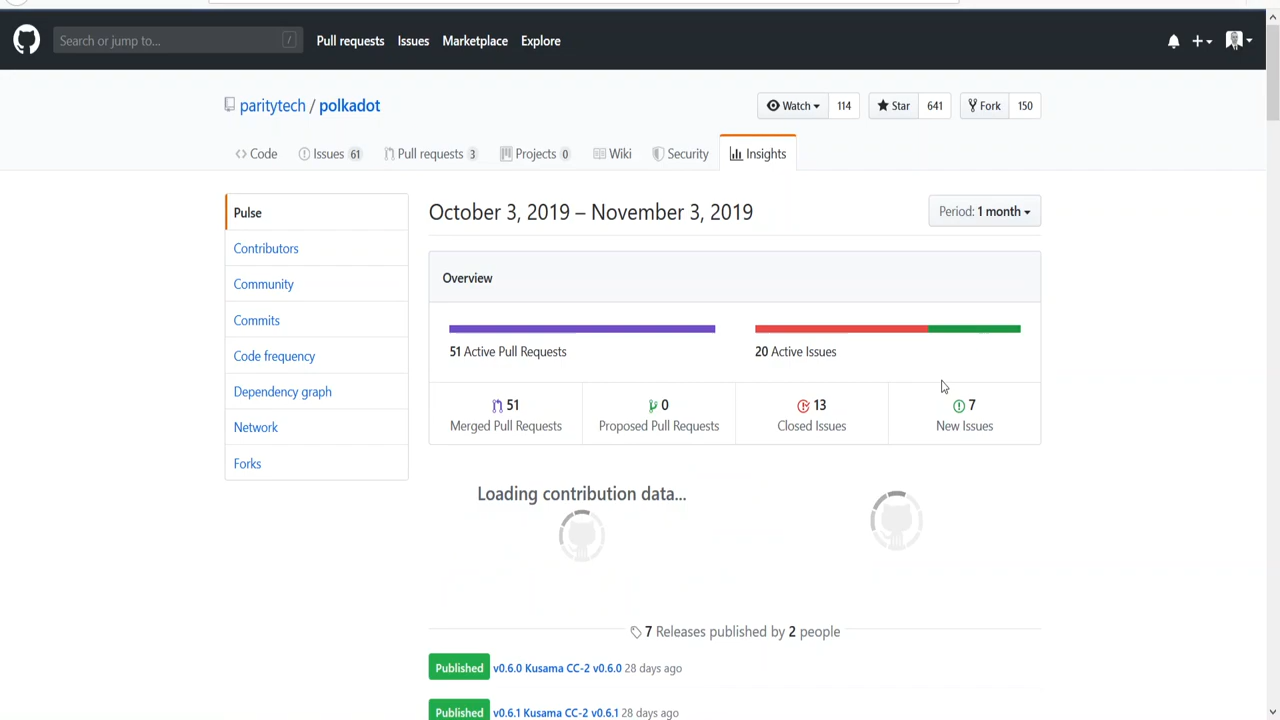 Search or jump to... /
Pull requests Issues Marketplace Explore
paritytech / polkadot
Watch 114 Star 641 Fork 150
Code Issues 61 Pull requests 3 Projects 0 Wiki Security Insights
Pulse
Contributors
Community
Commits
Code frequency
Dependency graph
Network
Forks
October 3, 2019 – November 3, 2019
Period: 1 month
Overview
51 Active Pull Requests
20 Active Issues
51
Merged Pull Requests
0
Proposed Pull Requests
13
Closed Issues
7
New Issues
Loading contribution data...
7 Releases published by 2 people
Published v0.6.0 Kusama CC-2 v0.6.0 28 days ago
Published v0.6.1 Kusama CC-2 v0.6.1 28 days ago